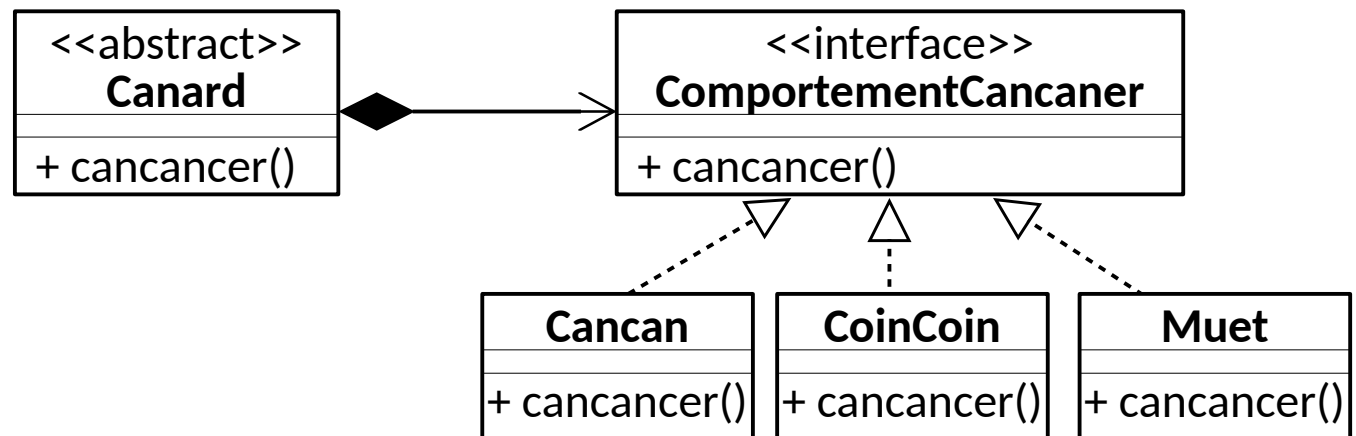 <<abstract>>
Canard
+ cancancer()
<<interface>>
ComportementCancaner
+ cancancer()
Cancan
+ cancancer()
CoinCoin
+ cancancer()
Muet
+ cancancer()